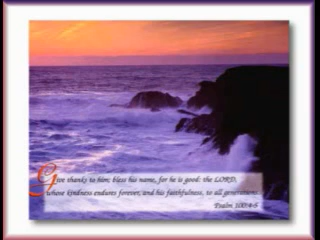 Give thanks to him; bless his name, for he is good: the LORD,
whose kindness endures forever, and his faithfulness, to all generations.
Psalm 100:4-5